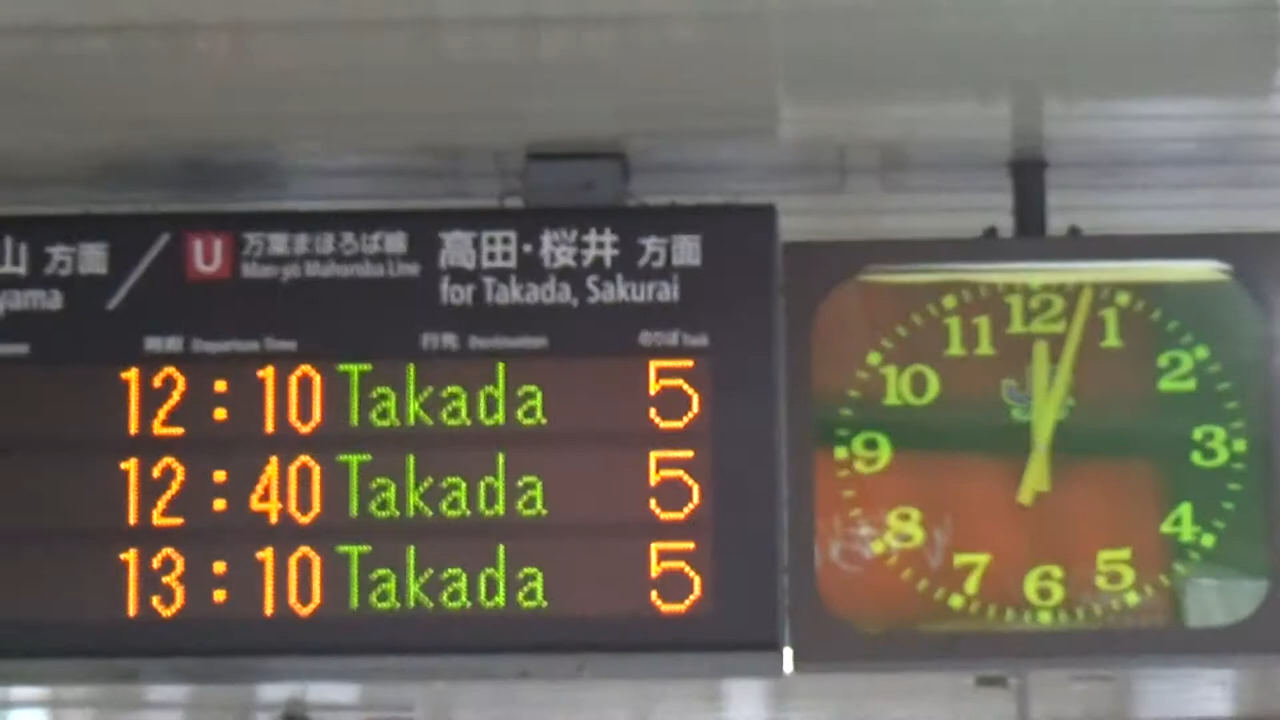 山 方面
yama
U 万葉まほろば線
Man-yō Mahoroba Line
高田・桜井 方面
for Takada, Sakurai
時刻 Departure Time 行先 Destination のりば Track
12:10 Takada 5
12:40 Takada 5
13:10 Takada 5
12
1
2
3
4
5
6
7
8
9
10
11